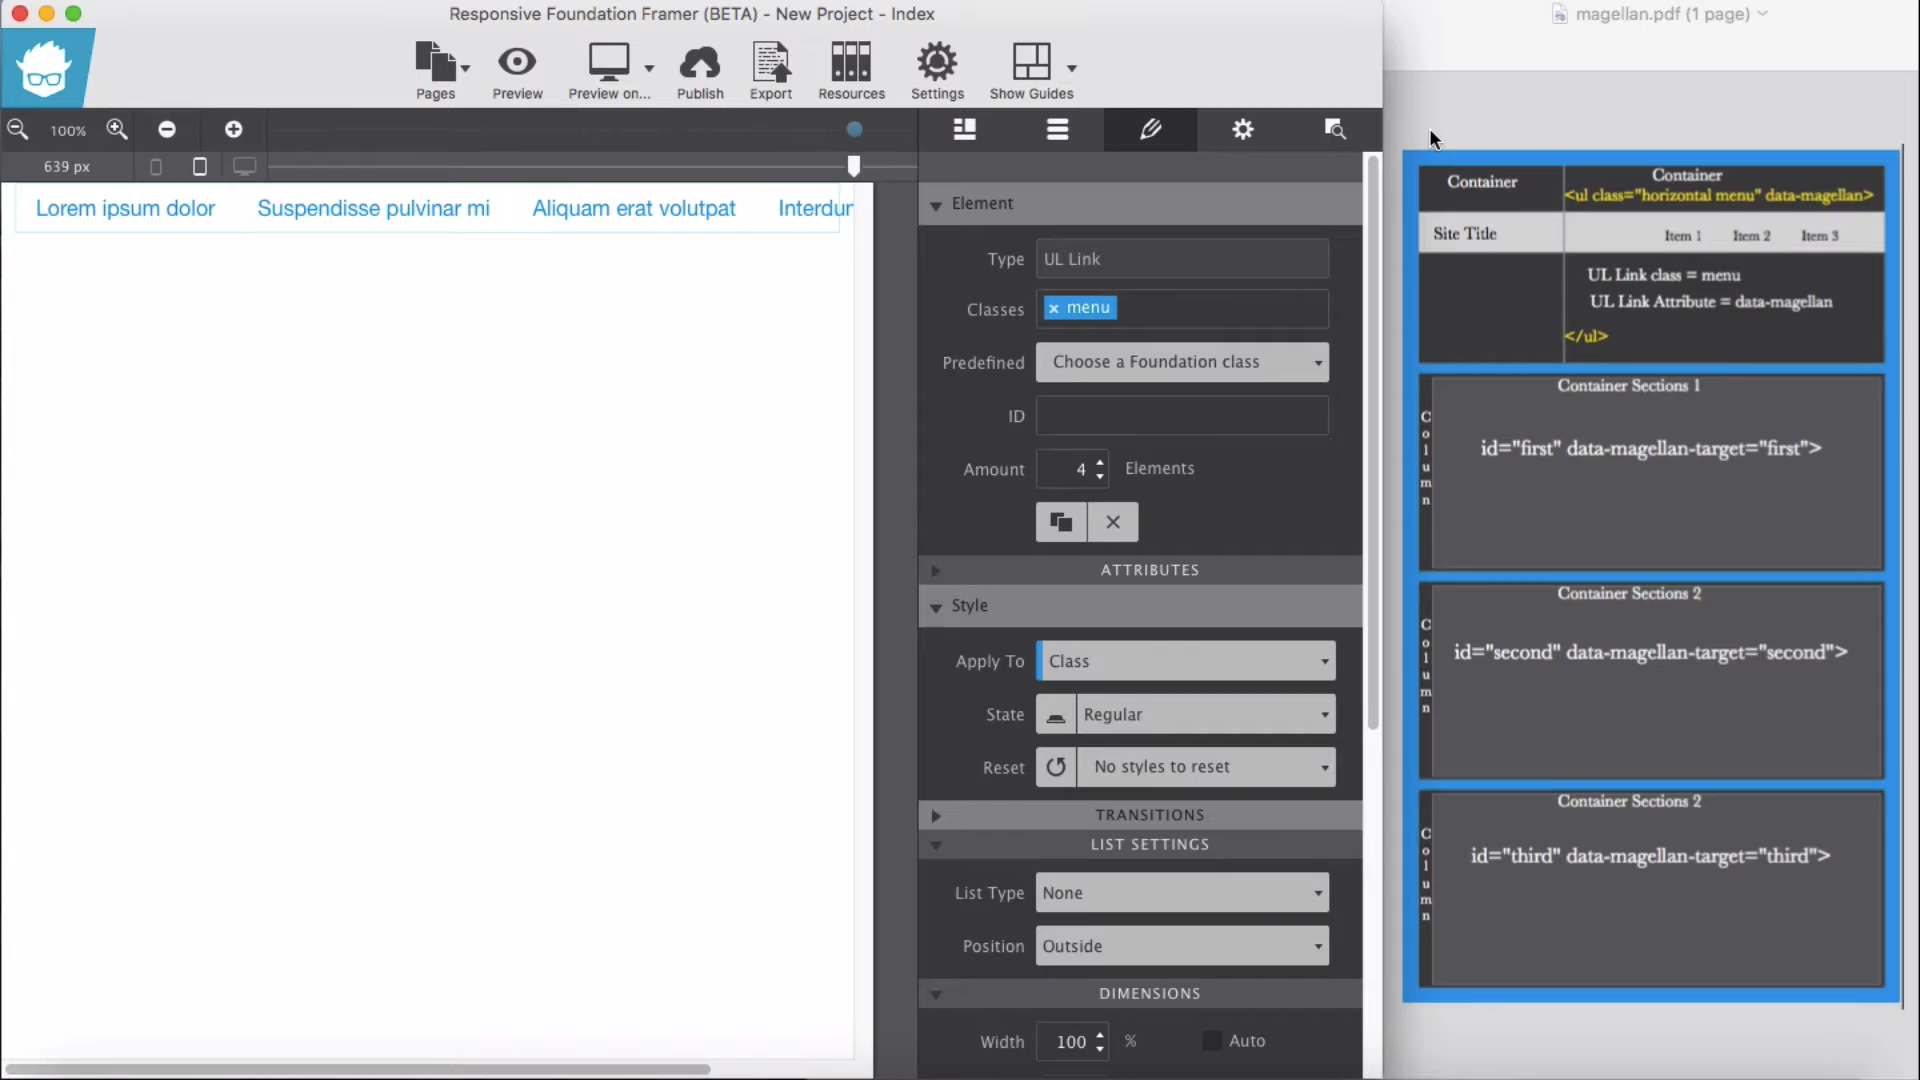 Responsive Foundation Framer (BETA) - New Project - Index
magellan.pdf (1 page)
Pages
Preview
Preview on...
Publish
Export
Resources
Settings
Show Guides
100%
639 px
Lorem ipsum dolor
Suspendisse pulvinar mi
Aliquam erat volutpat
Interdur
Element
Type
UL Link
Classes
× menu
Predefined
Choose a Foundation class
ID
Amount
4
Elements
ATTRIBUTES
Style
Apply To
Class
State
Regular
Reset
No styles to reset
TRANSITIONS
LIST SETTINGS
List Type
None
Position
Outside
DIMENSIONS
Width
100
%
Auto
Container
Container
<ul class="horizontal menu" data-magellan>
Site Title
Item 1
Item 2
Item 3
UL Link class = menu
UL Link Attribute = data-magellan
</ul>
Container Sections 1
Column
id="first" data-magellan-target="first">
Container Sections 2
Column
id="second" data-magellan-target="second">
Container Sections 2
Column
id="third" data-magellan-target="third">